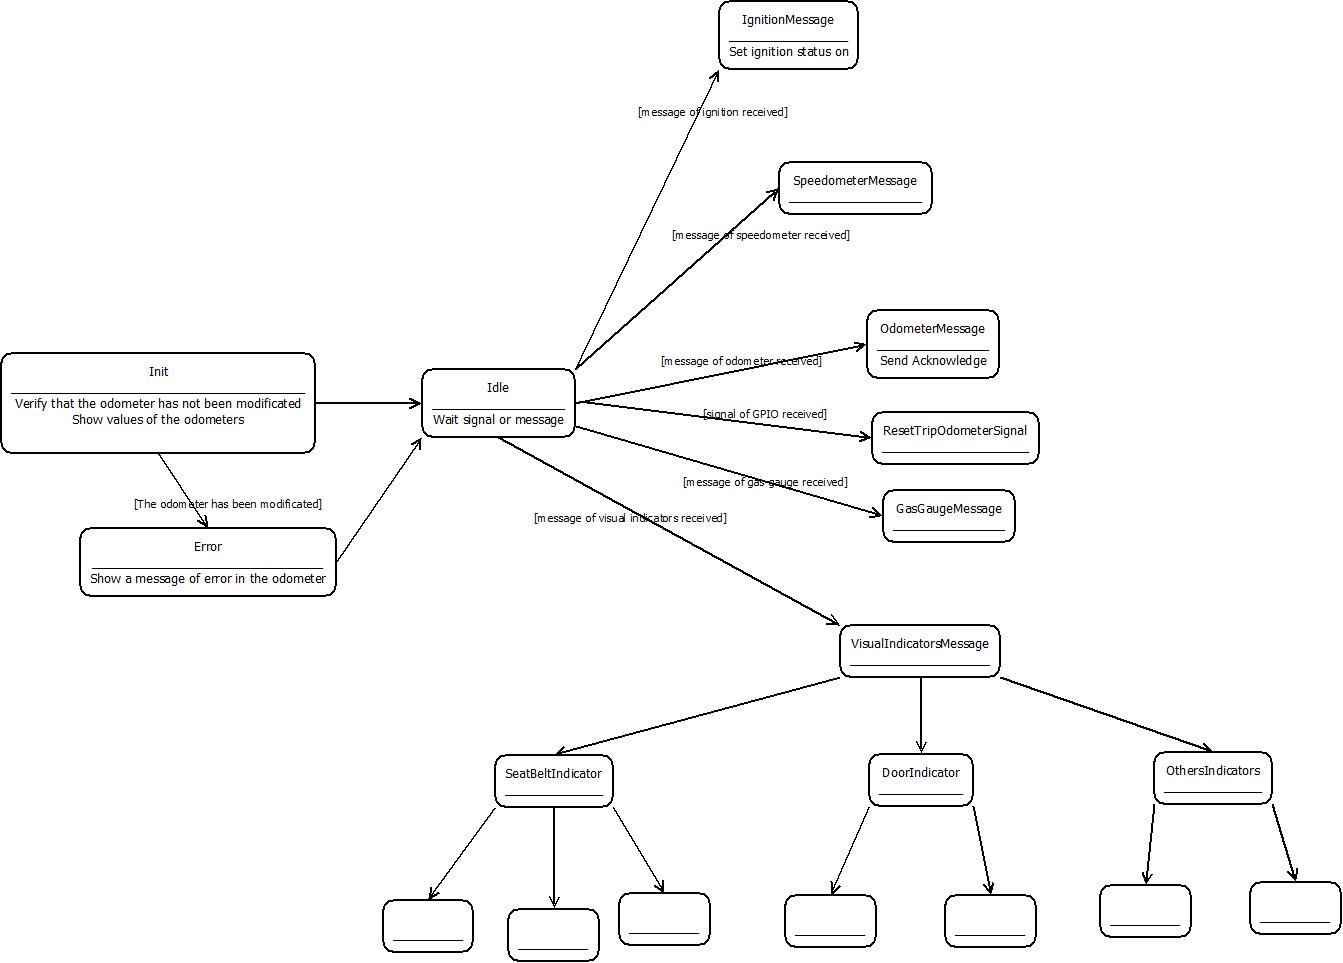 IgnitionMessage
Set ignition status on
[message of ignition received]
SpeedometerMessage
[message of speedometer received]
OdometerMessage
Send Acknowledge
[message of odometer received]
Init
Verify that the odometer has not been modificated
Show values of the odometers
Idle
Wait signal or message
[signal of GPIO received]
ResetTripOdometerSignal
[message of gas gauge received]
GasGaugeMessage
[The odometer has been modificated]
[message of visual indicators received]
Error
Show a message of error in the odometer
VisualIndicatorsMessage
SeatBeltIndicator
DoorIndicator
OthersIndicators